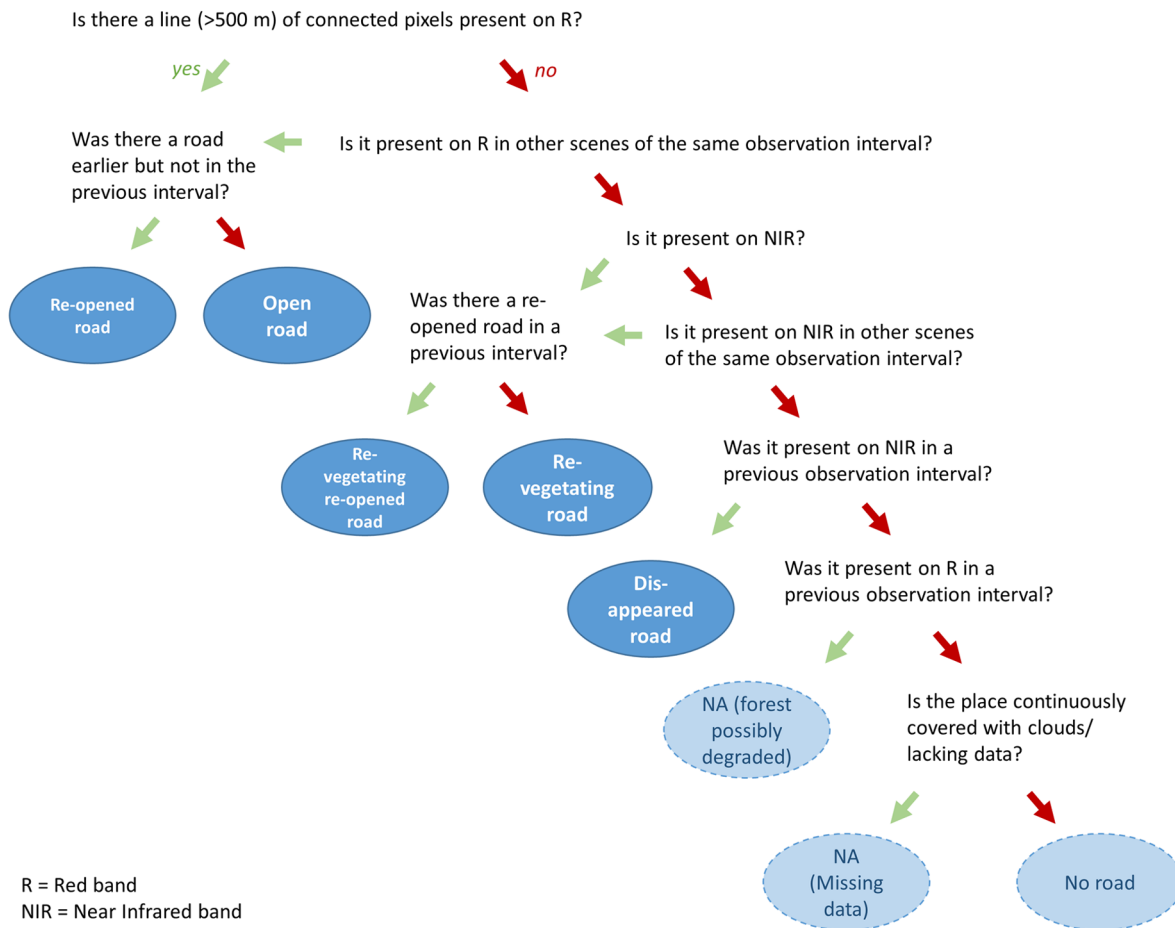 Is there a line (>500 m) of connected pixels present on R?
yes
no
Was there a road
earlier but not in the
previous interval?
Is it present on R in other scenes of the same observation interval?
Is it present on NIR?
Re-opened
road
Open
road
Was there a re-
opened road in a
previous interval?
Is it present on NIR in other scenes
of the same observation interval?
Re-
vegetating
re-opened
road
Re-
vegetating
road
Was it present on NIR in a
previous observation interval?
Dis-
appeared
road
Was it present on R in a
previous observation interval?
NA (forest
possibly
degraded)
Is the place continuously
covered with clouds/
lacking data?
NA
(Missing
data)
No road
R = Red band
NIR = Near Infrared band